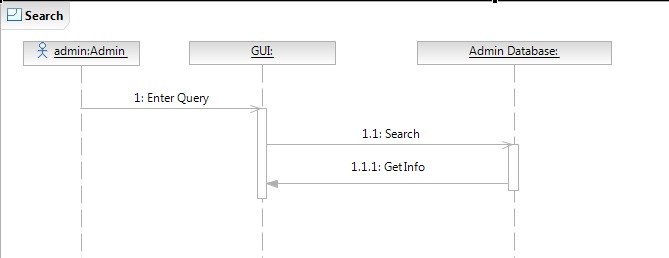 Search
admin:Admin
GUI:
Admin Database:
1: Enter Query
1.1: Search
1.1.1: GetInfo